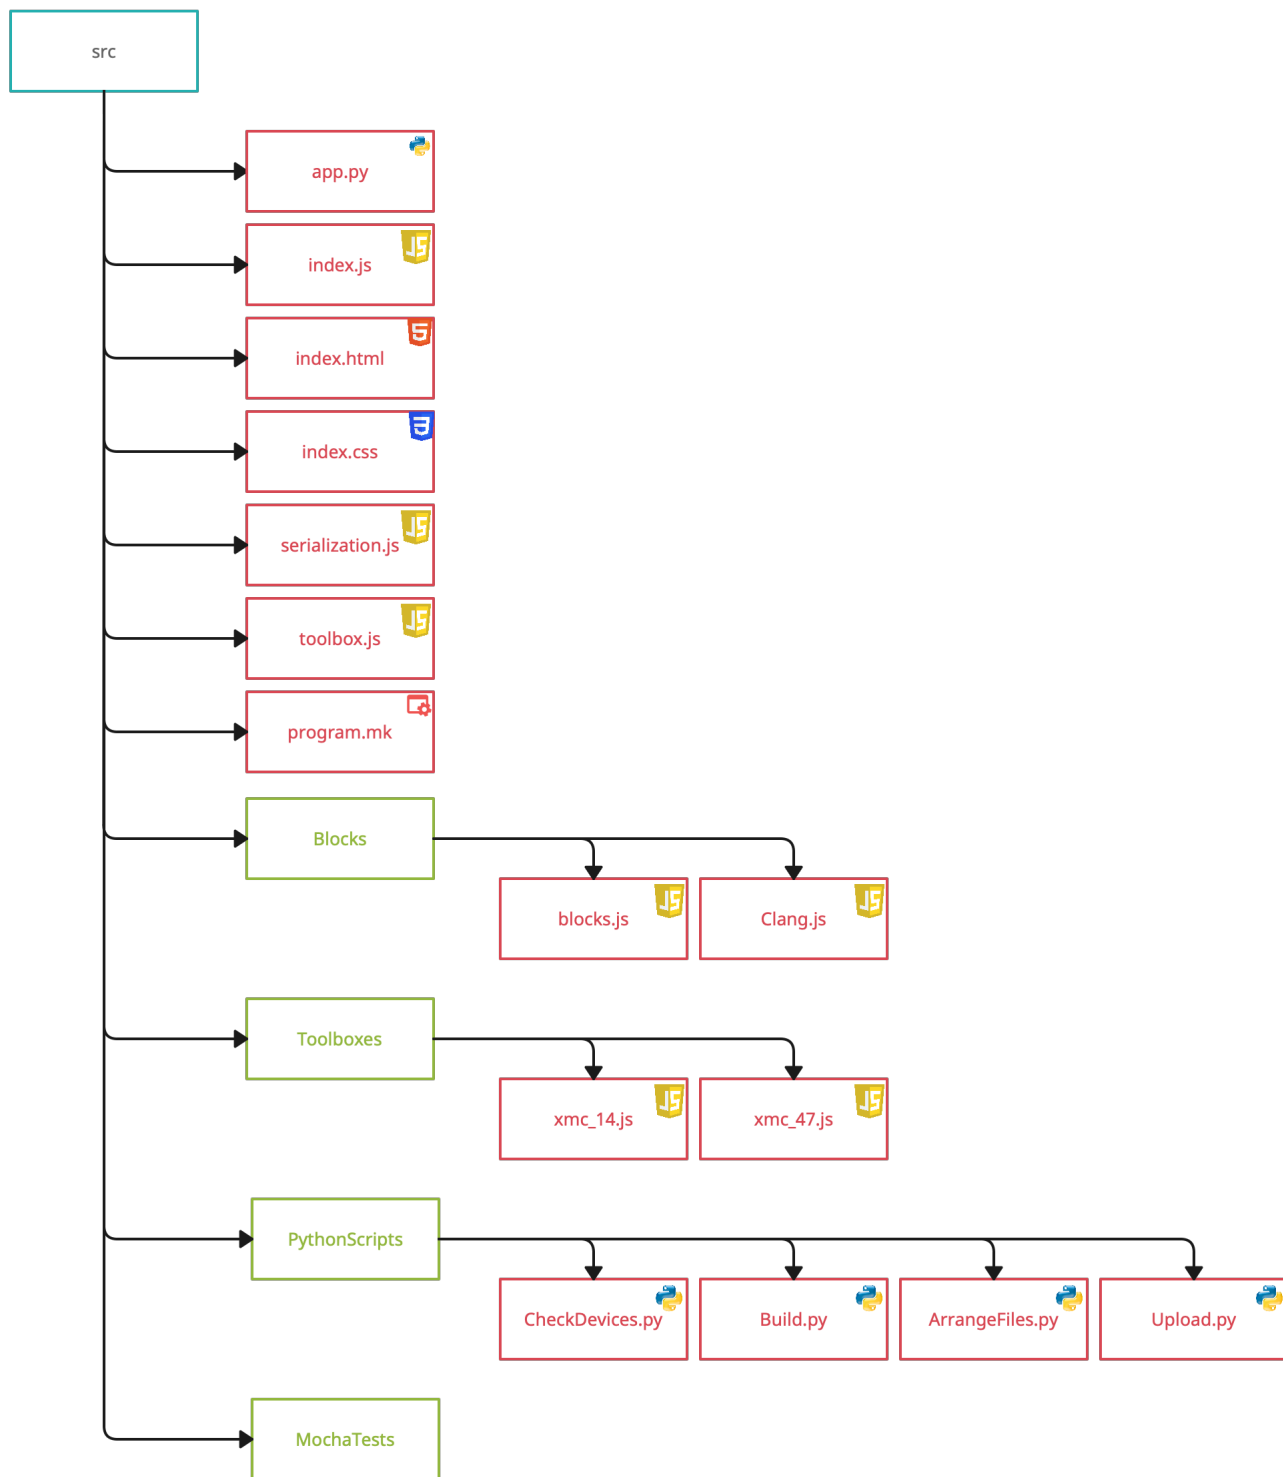 src
app.py
index.js
index.html
index.css
serialization.js
toolbox.js
program.mk
Blocks
blocks.js
Clang.js
Toolboxes
xmc_14.js
xmc_47.js
PythonScripts
CheckDevices.py
Build.py
ArrangeFiles.py
Upload.py
MochaTests